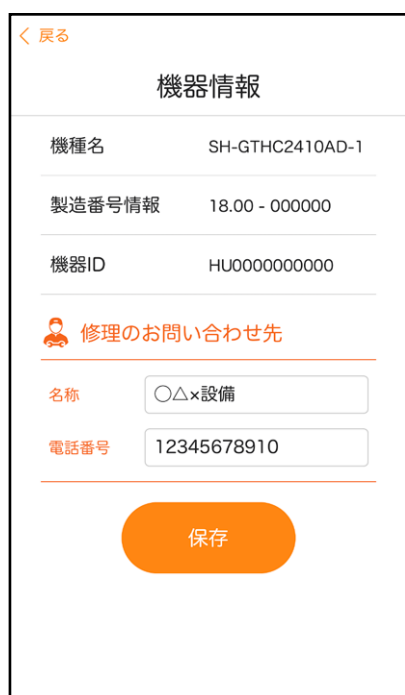 戻る
機器情報
機種名 SH-GTHC2410AD-1
製造番号情報 18.00 - 000000
機器ID HU0000000000
修理のお問い合わせ先
名称 ○△×設備
電話番号 12345678910
保存